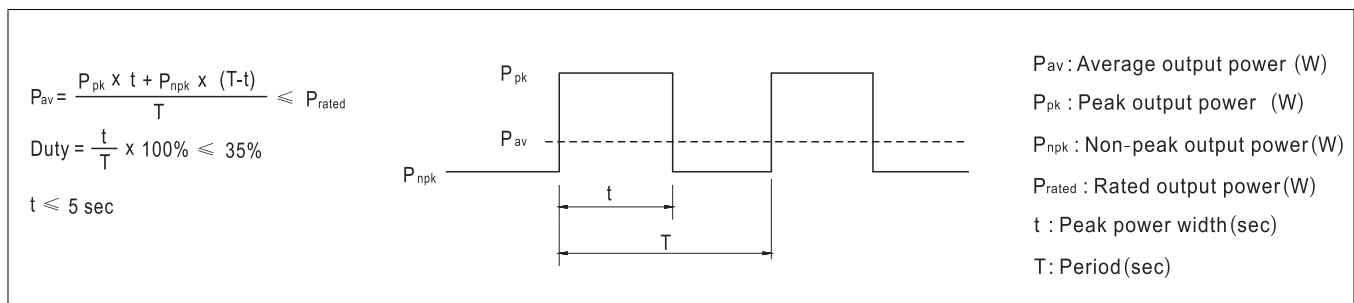 Pav = Ppk x t + Pnpk x (T-t) / T ≤ Prated
Duty = t / T x 100% ≤ 35%
t ≤ 5 sec
Ppk
Pav
Pnpk
t
T
Pav : Average output power (W)
Ppk : Peak output power (W)
Pnpk : Non-peak output power(W)
Prated : Rated output power(W)
t : Peak power width(sec)
T : Period(sec)